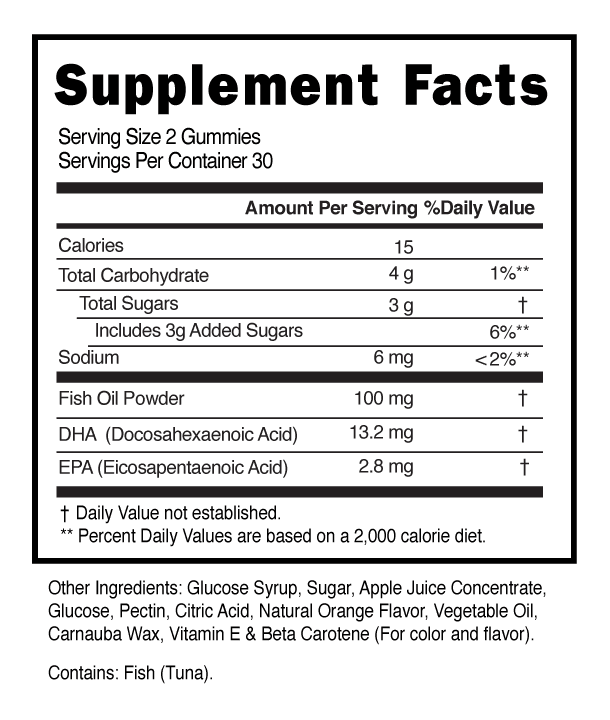 Supplement Facts
Serving Size 2 Gummies
Servings Per Container 30
Amount Per Serving %Daily Value
Calories 15
Total Carbohydrate 4 g 1%**
Total Sugars 3 g †
Includes 3g Added Sugars 6%**
Sodium 6 mg <2%**
Fish Oil Powder 100 mg †
DHA (Docosahexaenoic Acid) 13.2 mg †
EPA (Eicosapentaenoic Acid) 2.8 mg †
† Daily Value not established.
** Percent Daily Values are based on a 2,000 calorie diet.
Other Ingredients: Glucose Syrup, Sugar, Apple Juice Concentrate,
Glucose, Pectin, Citric Acid, Natural Orange Flavor, Vegetable Oil,
Carnauba Wax, Vitamin E & Beta Carotene (For color and flavor).
Contains: Fish (Tuna).